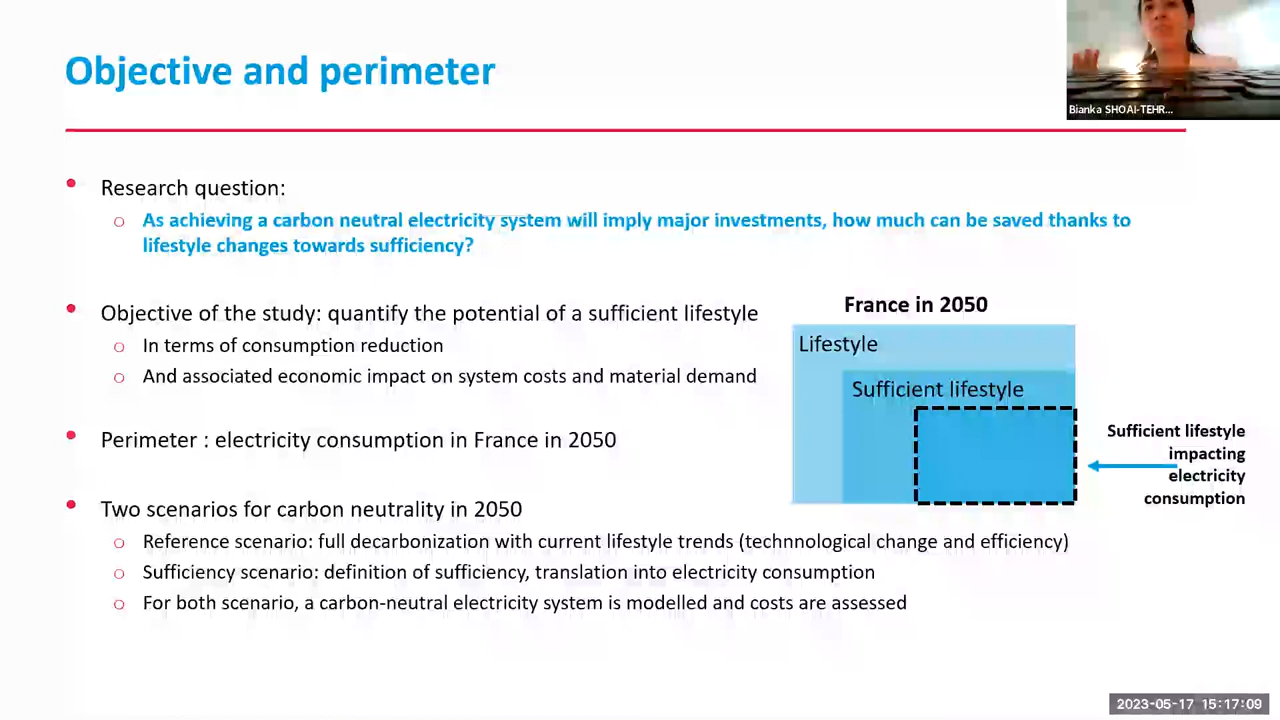 Objective and perimeter
Bianka SHOAI-TEHR...
• Research question:
o As achieving a carbon neutral electricity system will imply major investments, how much can be saved thanks to
lifestyle changes towards sufficiency?
• Objective of the study: quantify the potential of a sufficient lifestyle
o In terms of consumption reduction
o And associated economic impact on system costs and material demand
• Perimeter : electricity consumption in France in 2050
France in 2050
Lifestyle
Sufficient lifestyle
Sufficient lifestyle
impacting
electricity
consumption
• Two scenarios for carbon neutrality in 2050
o Reference scenario: full decarbonization with current lifestyle trends (technnological change and efficiency)
o Sufficiency scenario: definition of sufficiency, translation into electricity consumption
o For both scenario, a carbon-neutral electricity system is modelled and costs are assessed
2023-05-17 15:17:09